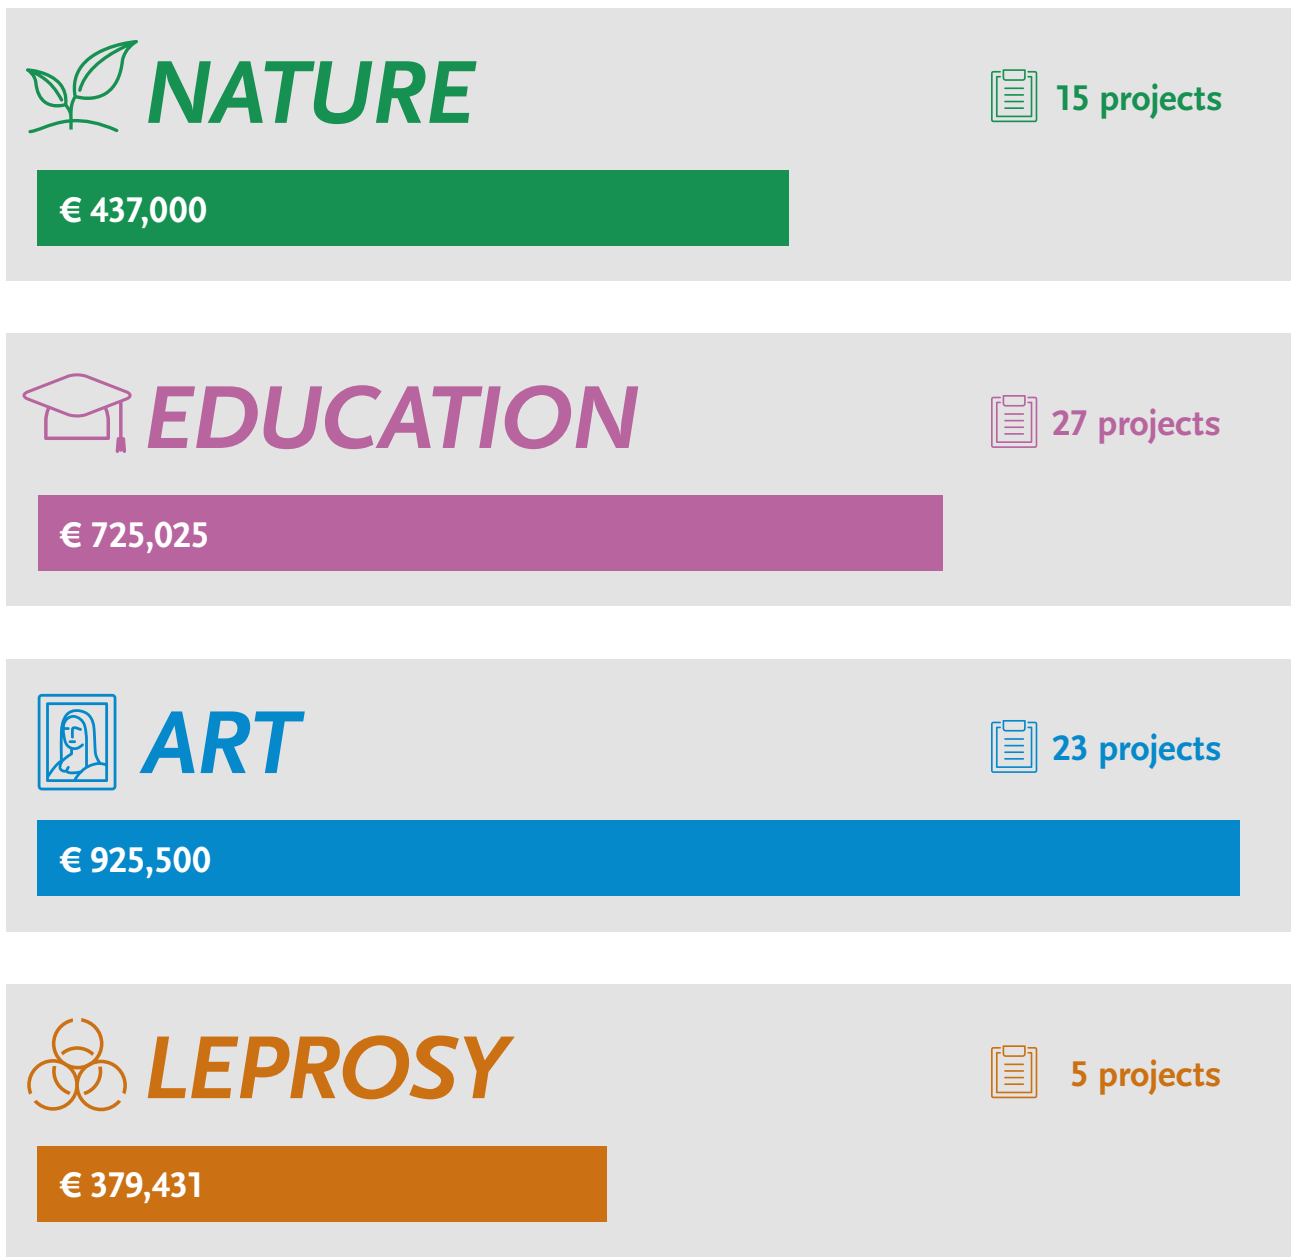 NATURE
15 projects
€ 437,000
EDUCATION
27 projects
€ 725,025
ART
23 projects
€ 925,500
LEPROSY
5 projects
€ 379,431